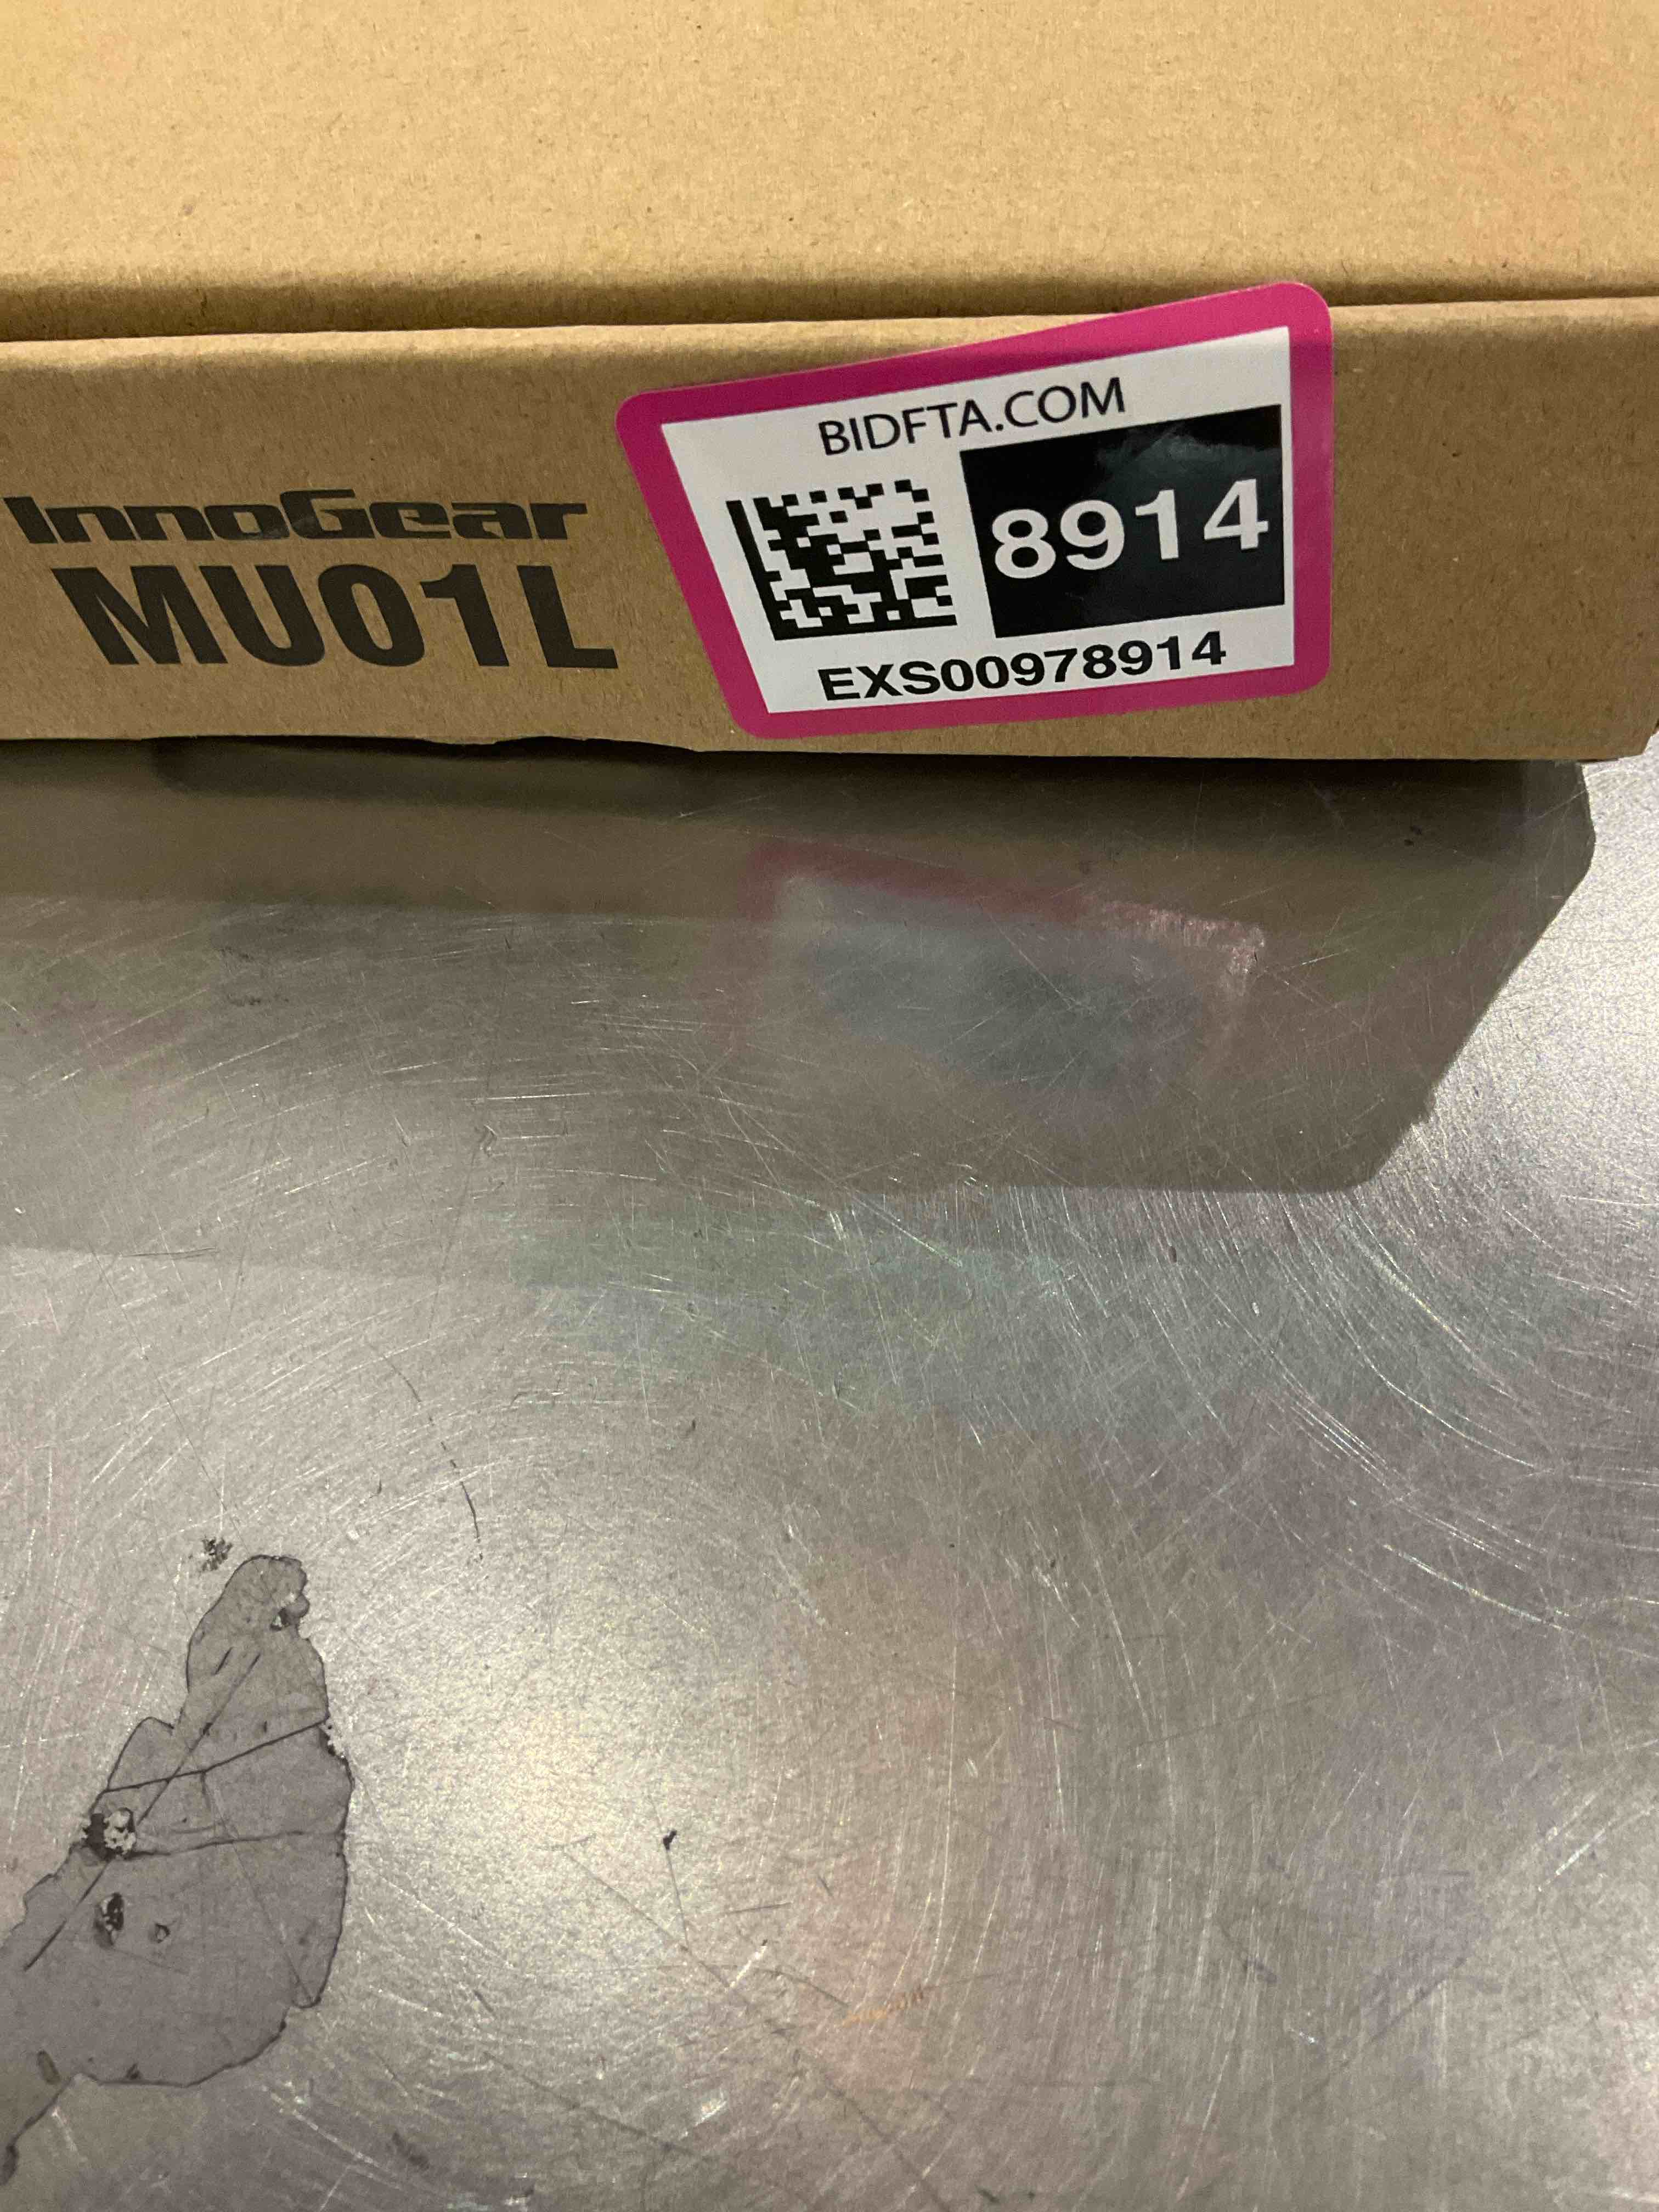 InnoGear
MU01L
BIDFTA.COM
8914
EXS00978914